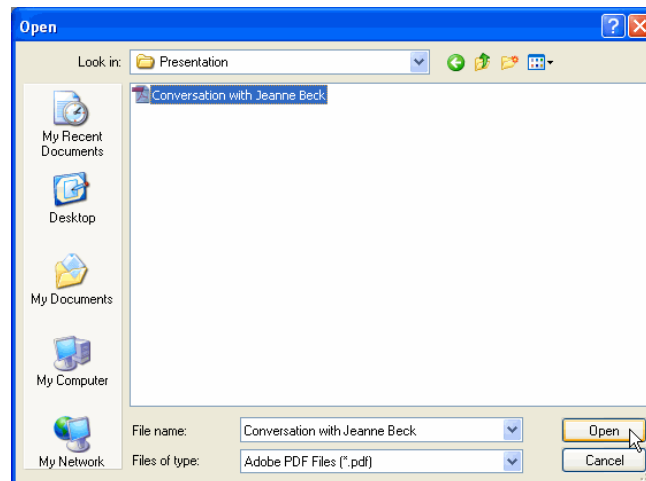 Open
Look in: Presentation
Conversation with Jeanne Beck
My Recent
Documents
Desktop
My Documents
My Computer
My Network
File name: Conversation with Jeanne Beck Open
Files of type: Adobe PDF Files (*.pdf) Cancel